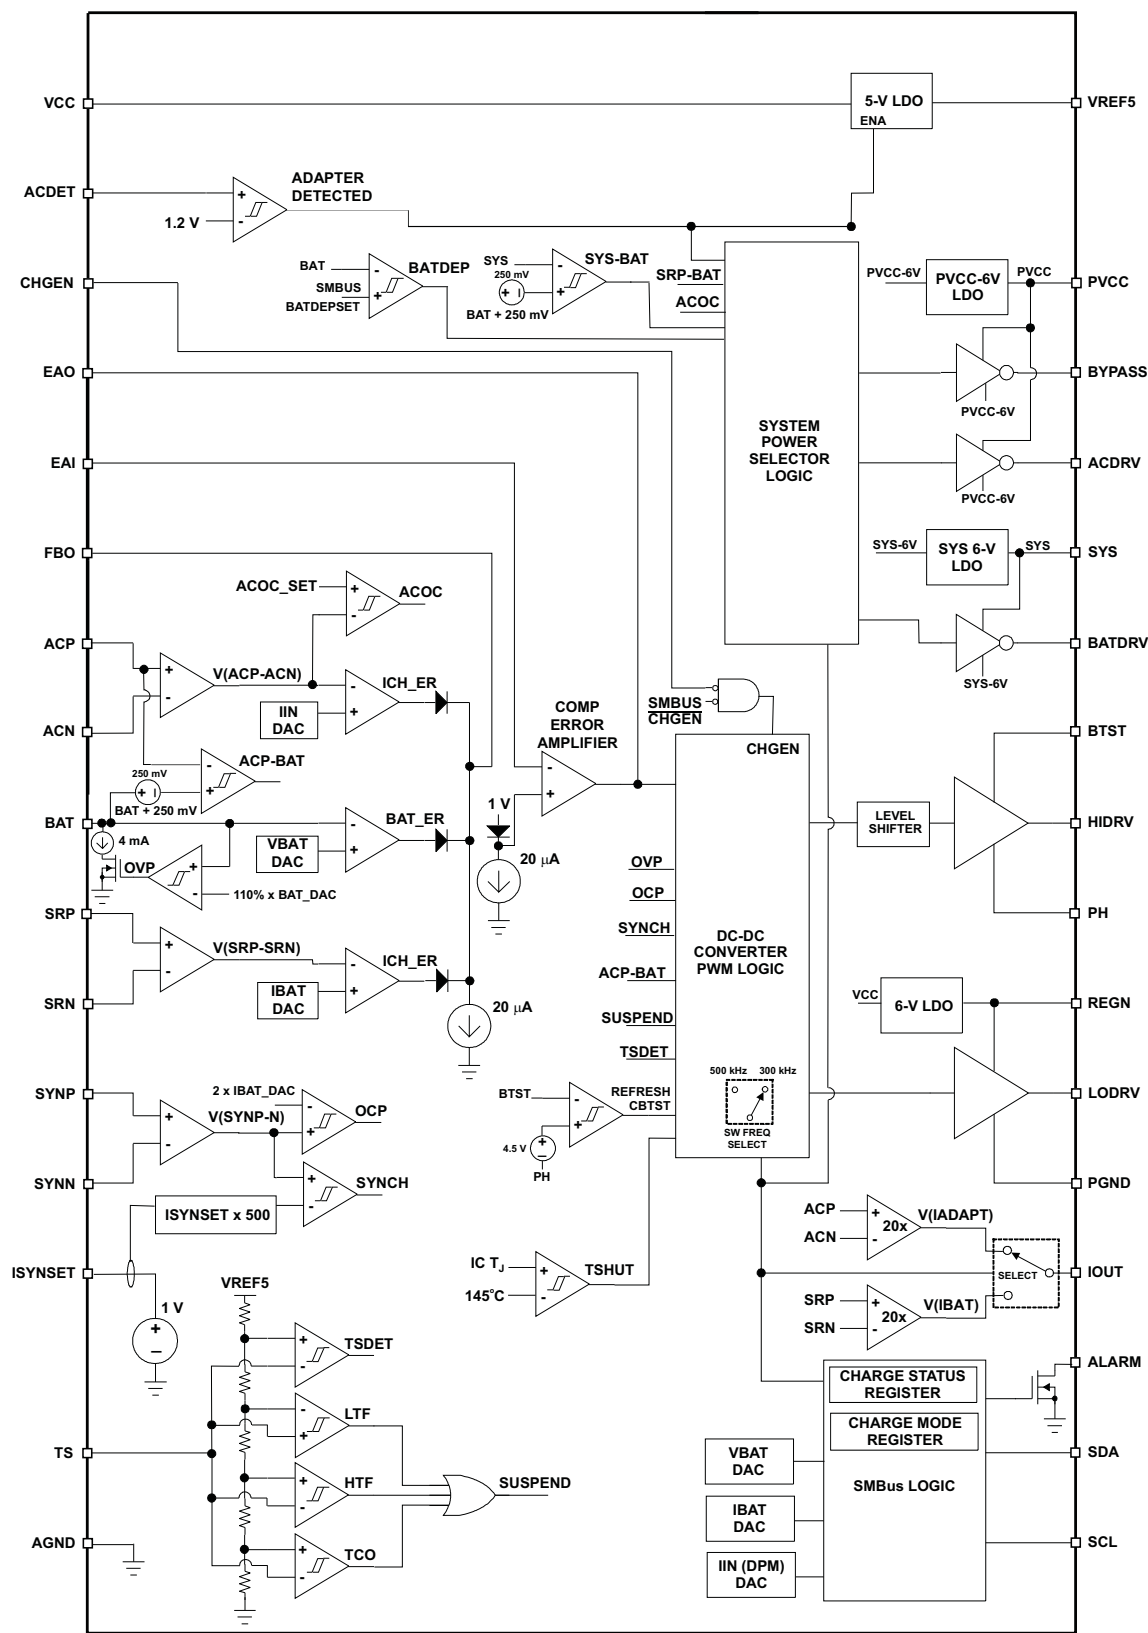 VCC
5-V LDO
ENA
VREF5
ACDET
+
-
1.2 V
ADAPTER
DETECTED
CHGEN
BAT
SMBUS
BATDEPSET
-
+
BATDEP
SYS
250 mV
+ -
BAT + 250 mV
-
+
SYS-BAT
SRP-BAT
ACOC
SYSTEM
POWER
SELECTOR
LOGIC
PVCC-6V
PVCC-6V
LDO
PVCC
PVCC
BYPASS
PVCC-6V
ACDRV
PVCC-6V
SYS-6V
SYS 6-V
LDO
SYS
SYS
BATDRV
SYS-6V
EAO
EAI
FBO
ACOC_SET
+
-
ACOC
ACP
+
-
V(ACP-ACN)
-
+
ICH_ER
IIN
DAC
ACN
ACP-BAT
-
+
250 mV
+ -
BAT + 250 mV
BAT
4 mA
OVP
+
-
110% x BAT_DAC
VBAT
DAC
-
+
BAT_ER
SRP
+
-
V(SRP-SRN)
-
+
ICH_ER
IBAT
DAC
SRN
20 µA
COMP
ERROR
AMPLIFIER
-
+
1 V
20 µA
SMBUS
CHGEN
CHGEN
OVP
OCP
SYNCH
ACP-BAT
SUSPEND
TSDET
DC-DC
CONVERTER
PWM LOGIC
500 kHz
300 kHz
SW FREQ
SELECT
LEVEL
SHIFTER
BTST
HIDRV
PH
VCC
6-V LDO
REGN
LODRV
PGND
BTST
-
+
REFRESH
CBTST
4.5 V
+
-
PH
SYNP
+
-
V(SYNP-N)
2 x IBAT_DAC
-
+
OCP
SYNN
+
-
SYNCH
ISYNSET x 500
ISYNSET
1 V
+
-
IC TJ
+
145°C
-
TSHUT
ACP
+
20x
ACN
-
V(IADAPT)
SELECT
IOUT
SRP
+
20x
SRN
-
V(IBAT)
VREF5
+
-
TSDET
-
+
LTF
+
-
HTF
+
-
TCO
SUSPEND
TS
AGND
CHARGE STATUS
REGISTER
CHARGE MODE
REGISTER
SMBus LOGIC
VBAT
DAC
IBAT
DAC
IIN (DPM)
DAC
ALARM
SDA
SCL